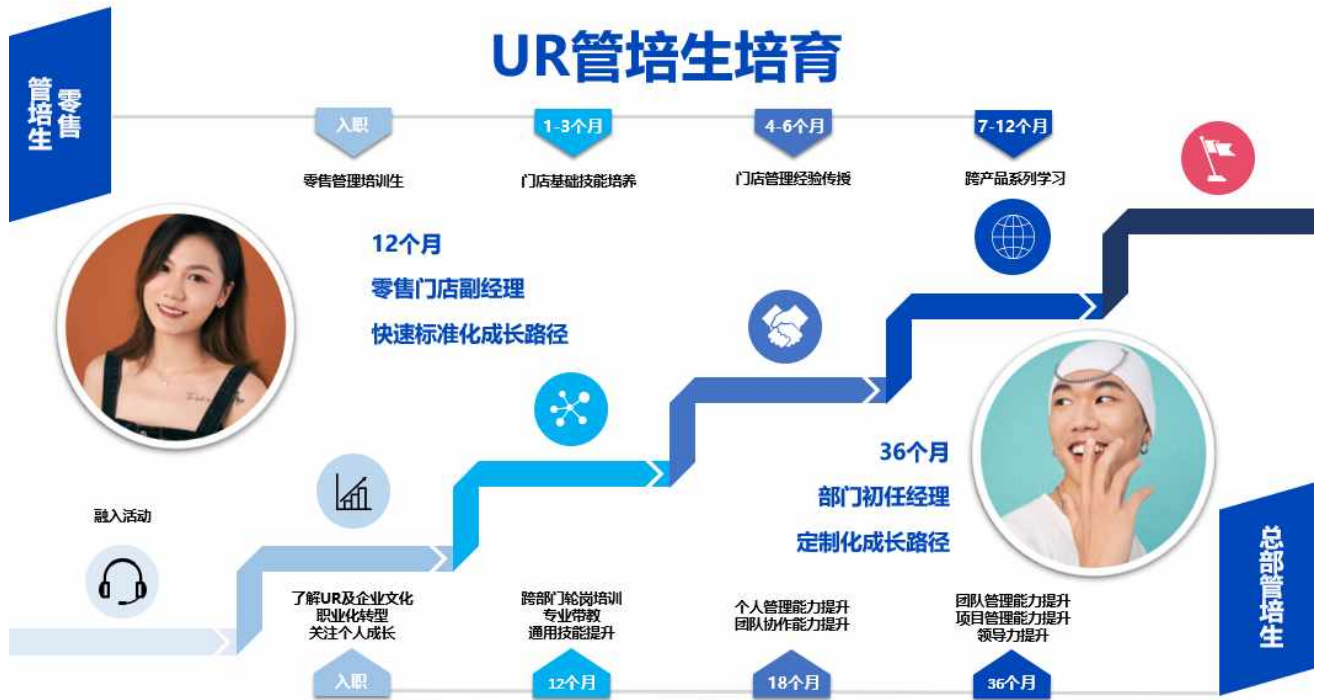 UR管培生培育
零售
管培生
入职
1-3个月
4-6个月
7-12个月
零售管理培训生
门店基础技能培养
门店管理经验传授
跨产品系列学习
12个月
零售门店副经理
快速标准化成长路径
36个月
部门初任经理
定制化成长路径
融入活动
了解UR及企业文化
职业化转型
关注个人成长
跨部门轮岗培训
专业带教
通用技能提升
个人管理能力提升
团队协作能力提升
团队管理能力提升
项目管理能力提升
领导力提升
入职
12个月
18个月
36个月
总部管培生